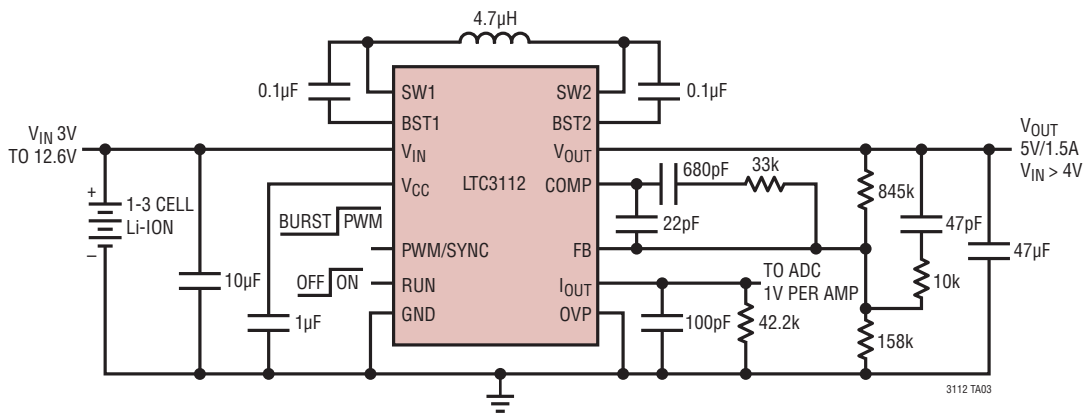 4.7µH
0.1µF
SW1
SW2
0.1µF
BST1
BST2
V_IN 3V
TO 12.6V
V_IN
V_OUT
V_OUT
5V/1.5A
V_IN > 4V
V_CC
LTC3112
COMP
680pF
33k
845k
+
1-3 CELL
Li-ION
–
BURST
PWM
22pF
47pF
47µF
PWM/SYNC
FB
10µF
OFF
ON
RUN
I_OUT
TO ADC
1V PER AMP
10k
1µF
GND
OVP
100pF
42.2k
158k
3112 TA03